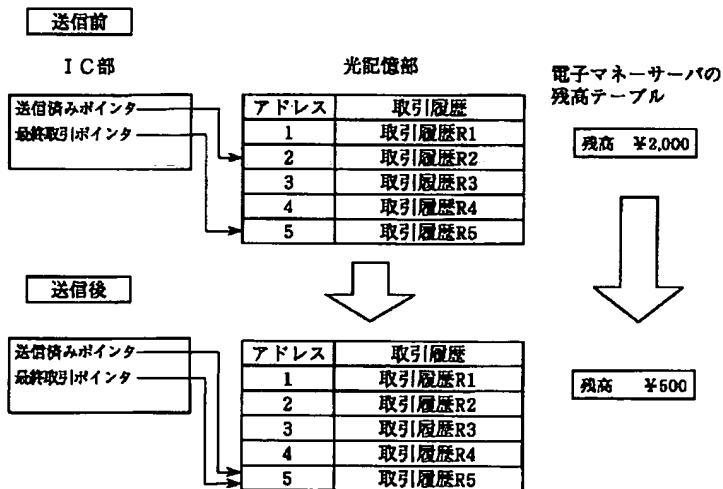 送信前
IC部
光記憶部
電子マネーサーバの
残高テーブル
送信済みポインタ
最終取引ポインタ
アドレス 取引履歴
1 取引履歴R1
2 取引履歴R2
3 取引履歴R3
4 取引履歴R4
5 取引履歴R5
残高 ¥2,000
送信後
送信済みポインタ
最終取引ポインタ
アドレス 取引履歴
1 取引履歴R1
2 取引履歴R2
3 取引履歴R3
4 取引履歴R4
5 取引履歴R5
残高 ¥500